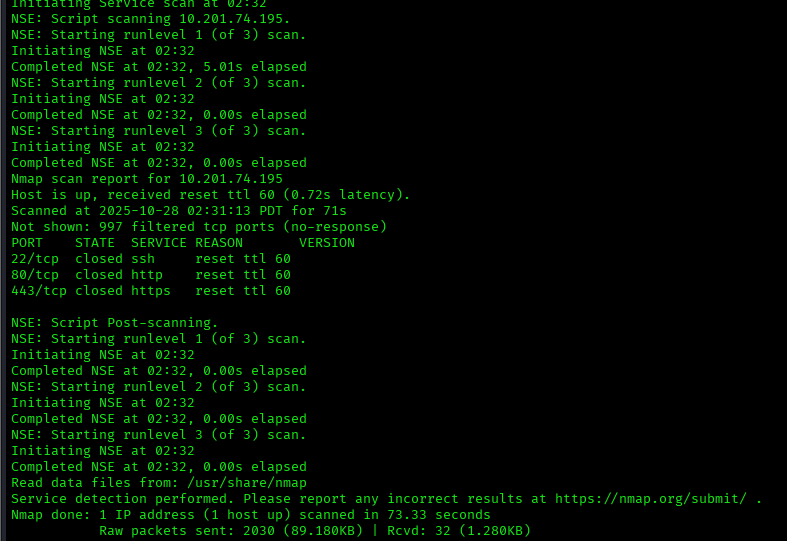 Initiating Service scan at 02:32
NSE: Script scanning 10.201.74.195.
NSE: Starting runlevel 1 (of 3) scan.
Initiating NSE at 02:32
Completed NSE at 02:32, 5.01s elapsed
NSE: Starting runlevel 2 (of 3) scan.
Initiating NSE at 02:32
Completed NSE at 02:32, 0.00s elapsed
NSE: Starting runlevel 3 (of 3) scan.
Initiating NSE at 02:32
Completed NSE at 02:32, 0.00s elapsed
Nmap scan report for 10.201.74.195
Host is up, received reset ttl 60 (0.72s latency).
Scanned at 2025-10-28 02:31:13 PDT for 71s
Not shown: 997 filtered tcp ports (no-response)
PORT    STATE  SERVICE REASON       VERSION
22/tcp  closed ssh     reset ttl 60
80/tcp  closed http    reset ttl 60
443/tcp closed https   reset ttl 60

NSE: Script Post-scanning.
NSE: Starting runlevel 1 (of 3) scan.
Initiating NSE at 02:32
Completed NSE at 02:32, 0.00s elapsed
NSE: Starting runlevel 2 (of 3) scan.
Initiating NSE at 02:32
Completed NSE at 02:32, 0.00s elapsed
NSE: Starting runlevel 3 (of 3) scan.
Initiating NSE at 02:32
Completed NSE at 02:32, 0.00s elapsed
Read data files from: /usr/share/nmap
Service detection performed. Please report any incorrect results at https://nmap.org/submit/ .
Nmap done: 1 IP address (1 host up) scanned in 73.33 seconds
           Raw packets sent: 2030 (89.180KB) | Rcvd: 32 (1.280KB)